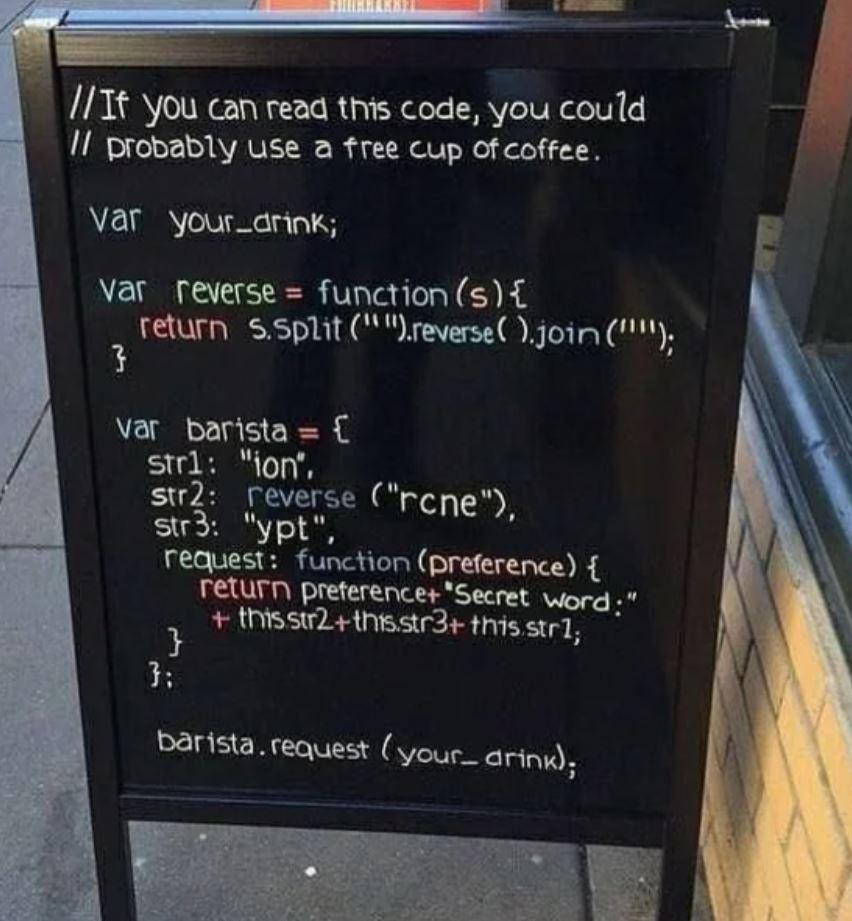 //If you can read this code, you could
// probably use a free cup of coffee.
var your_drink;
var reverse = function(s){
return s.split("").reverse().join("");
}
var barista = {
str1: "ion",
str2: reverse ("rcne"),
str3: "ypt",
request: function(preference) {
return preference+"Secret word:"
+ this.str2+this.str3+ this.str1;
}
};
barista.request (your_drink);